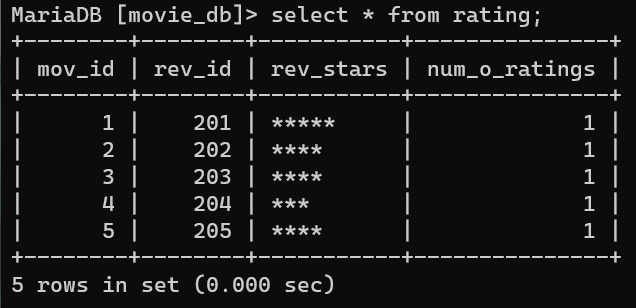 MariaDB [movie_db]> select * from rating;
+--------+--------+-----------+---------------+
| mov_id | rev_id | rev_stars | num_o_ratings |
+--------+--------+-----------+---------------+
|      1 |    201 | *****     |             1 |
|      2 |    202 | ****      |             1 |
|      3 |    203 | ****      |             1 |
|      4 |    204 | ***       |             1 |
|      5 |    205 | ****      |             1 |
+--------+--------+-----------+---------------+
5 rows in set (0.000 sec)